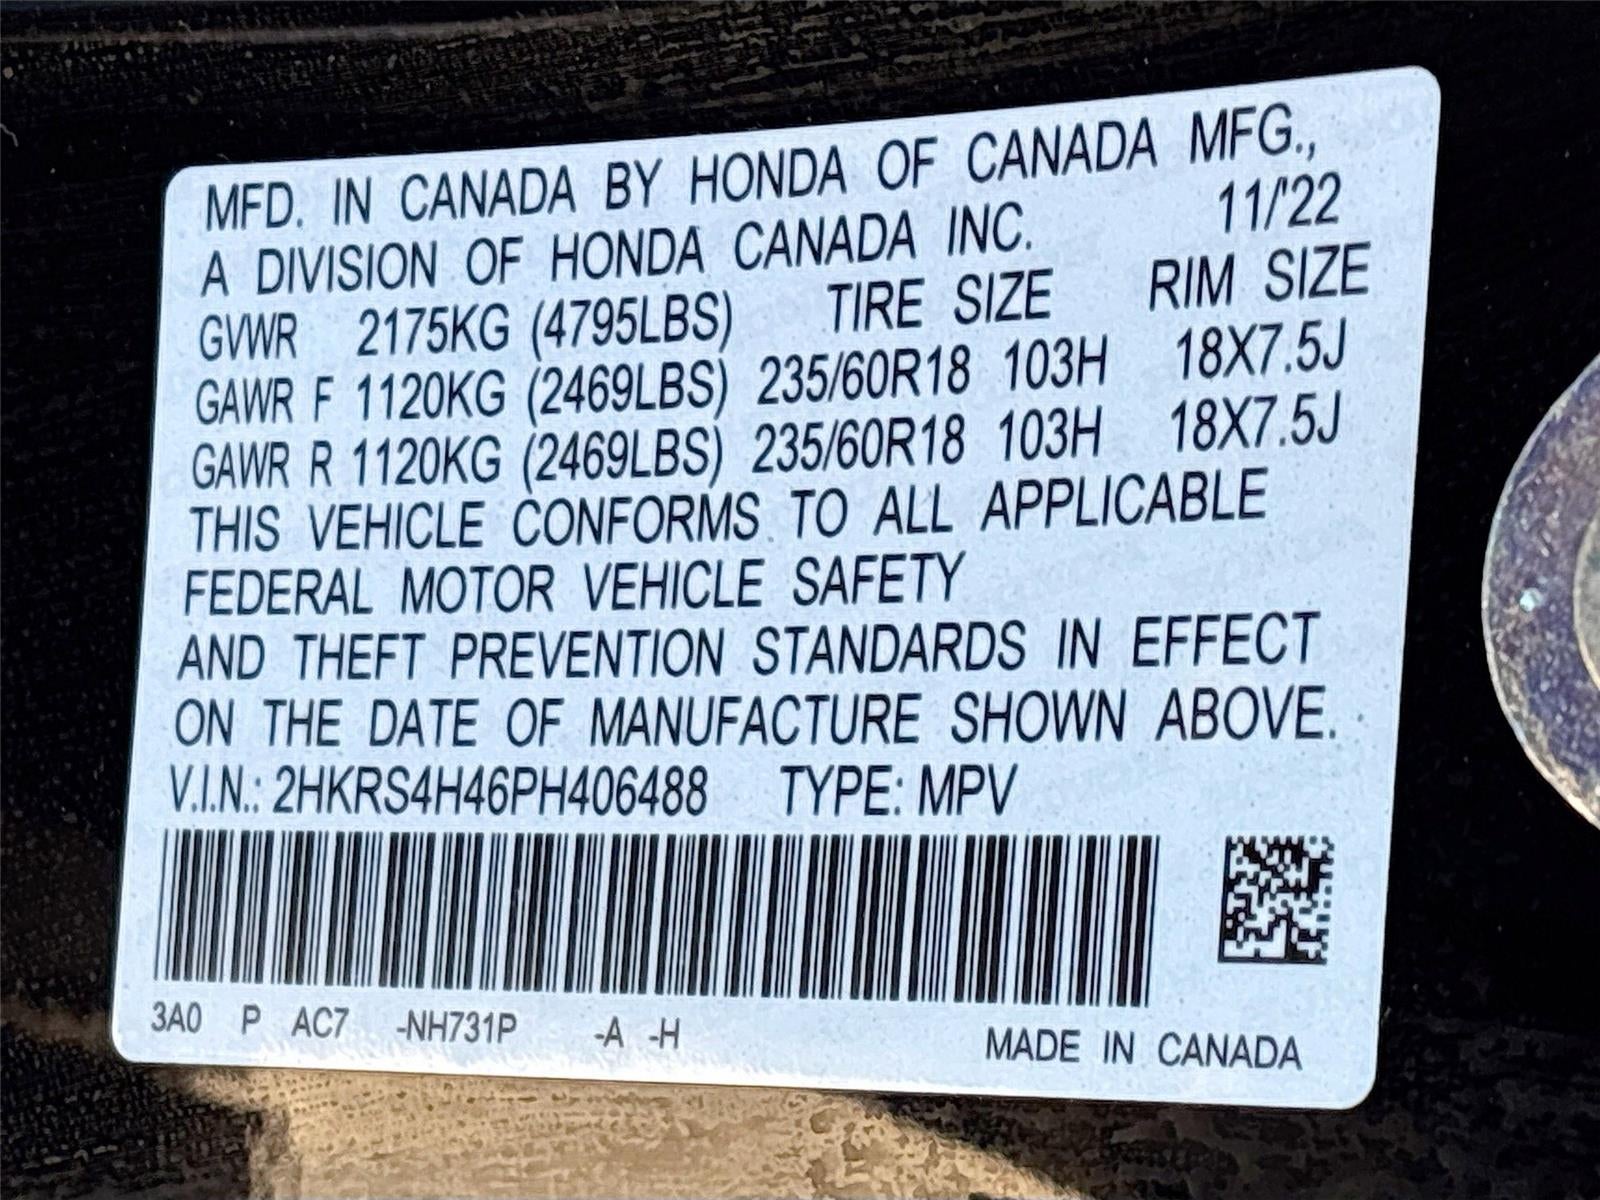 MFD. IN CANADA BY HONDA OF CANADA MFG.,
A DIVISION OF HONDA CANADA INC. 11/'22
GVWR 2175KG (4795LBS) TIRE SIZE RIM SIZE
GAWR F 1120KG (2469LBS) 235/60R18 103H 18X7.5J
GAWR R 1120KG (2469LBS) 235/60R18 103H 18X7.5J
THIS VEHICLE CONFORMS TO ALL APPLICABLE
FEDERAL MOTOR VEHICLE SAFETY
AND THEFT PREVENTION STANDARDS IN EFFECT
ON THE DATE OF MANUFACTURE SHOWN ABOVE.
V.I.N.: 2HKRS4H46PH406488 TYPE: MPV
3A0 P AC7 -NH731P -A -H MADE IN CANADA